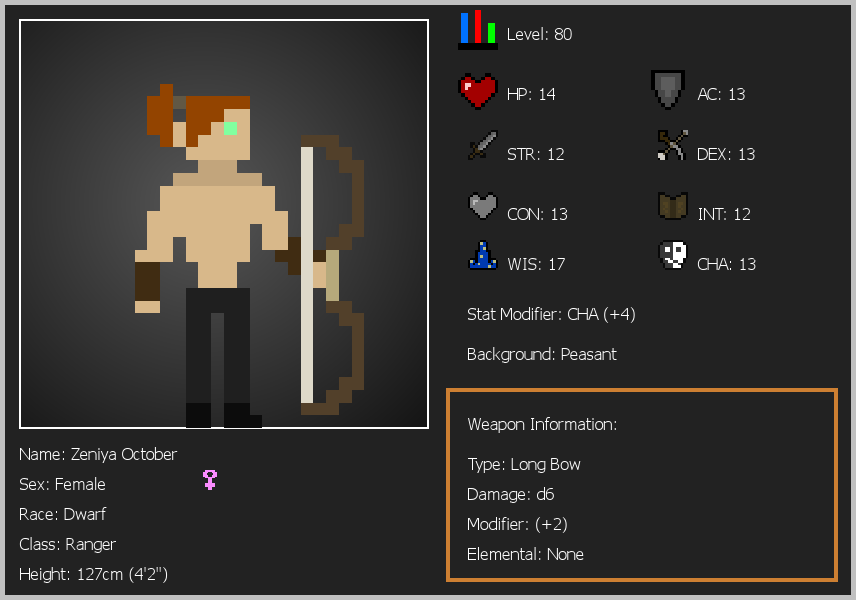 Level: 80
HP: 14
AC: 13
STR: 12
DEX: 13
CON: 13
INT: 12
WIS: 17
CHA: 13
Stat Modifier: CHA (+4)
Background: Peasant
Weapon Information:
Type: Long Bow
Damage: d6
Modifier: (+2)
Elemental: None
Name: Zeniya October
Sex: Female
Race: Dwarf
Class: Ranger
Height: 127cm (4'2")